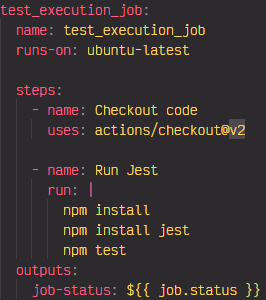 test_execution_job:
  name: test_execution_job
  runs-on: ubuntu-latest

  steps:
    - name: Checkout code
      uses: actions/checkout@v2

    - name: Run Jest
      run: |
        npm install
        npm install jest
        npm test
  outputs:
    job-status: ${{ job.status }}